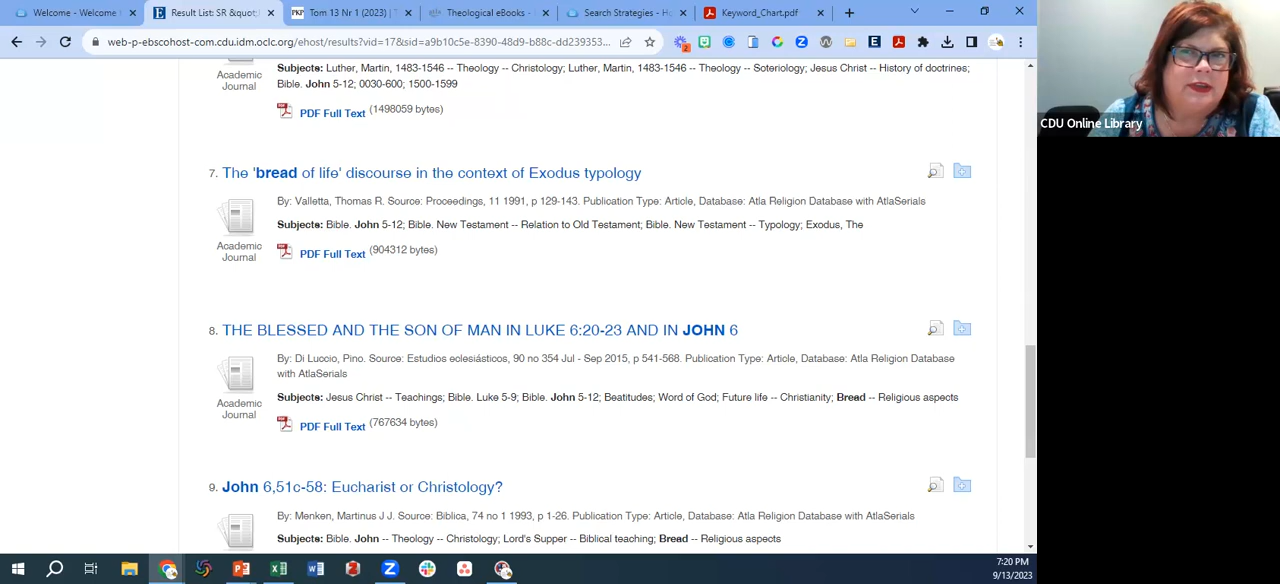 Welcome - Welcome
Result List: SR &quot;
PKP Tom 13 Nr 1 (2023) | T
Theological eBooks -
Search Strategies - H
Keyword_Chart.pdf
web-p-ebscohost-com.cdu.idm.oclc.org/ehost/results?vid=17&sid=a9b10c5e-8390-48d9-b88c-dd239353...
Academic
Journal
Subjects: Luther, Martin, 1483-1546 -- Theology -- Christology; Luther, Martin, 1483-1546 -- Theology -- Soteriology; Jesus Christ -- History of doctrines;
Bible. John 5-12; 0030-600; 1500-1599
PDF Full Text (1498059 bytes)
7. The 'bread of life' discourse in the context of Exodus typology
By: Valletta, Thomas R. Source: Proceedings, 11 1991, p 129-143. Publication Type: Article, Database: Atla Religion Database with AtlaSerials
Subjects: Bible. John 5-12; Bible. New Testament -- Relation to Old Testament; Bible. New Testament -- Typology; Exodus, The
Academic
Journal
PDF Full Text (904312 bytes)
8. THE BLESSED AND THE SON OF MAN IN LUKE 6:20-23 AND IN JOHN 6
By: Di Luccio, Pino. Source: Estudios eclesiásticos, 90 no 354 Jul - Sep 2015, p 541-568. Publication Type: Article, Database: Atla Religion Database
with AtlaSerials
Subjects: Jesus Christ -- Teachings; Bible. Luke 5-9; Bible. John 5-12; Beatitudes; Word of God; Future life -- Christianity; Bread -- Religious aspects
Academic
Journal
PDF Full Text (767634 bytes)
9. John 6,51c-58: Eucharist or Christology?
By: Menken, Martinus J J. Source: Biblica, 74 no 1 1993, p 1-26. Publication Type: Article, Database: Atla Religion Database with AtlaSerials
Subjects: Bible. John -- Theology -- Christology; Lord's Supper -- Biblical teaching; Bread -- Religious aspects
CDU Online Library
7:20 PM
9/13/2023